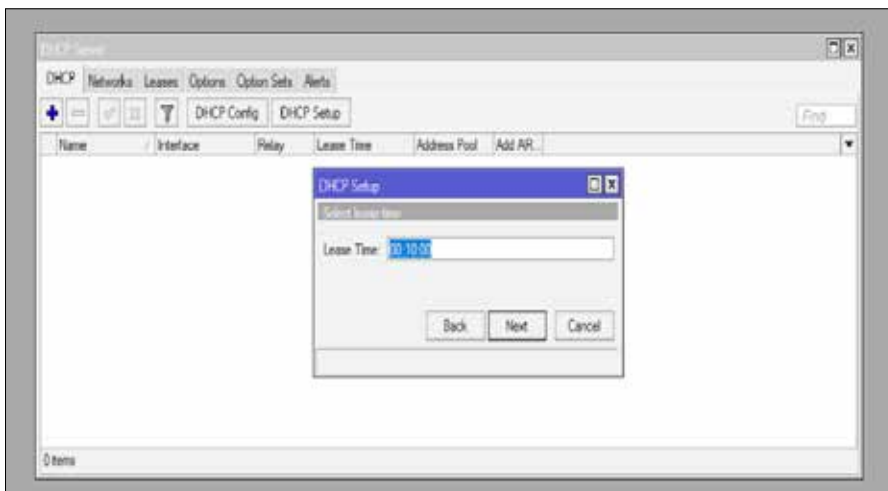 DHCP Server
DHCP Networks Leases Options Option Sets Alerts
DHCP Config DHCP Setup Find
Name Interface Relay Lease Time Address Pool Add AR...
DHCP Setup
Select lease time
Lease Time: 00:10:00
Back Next Cancel
0 items